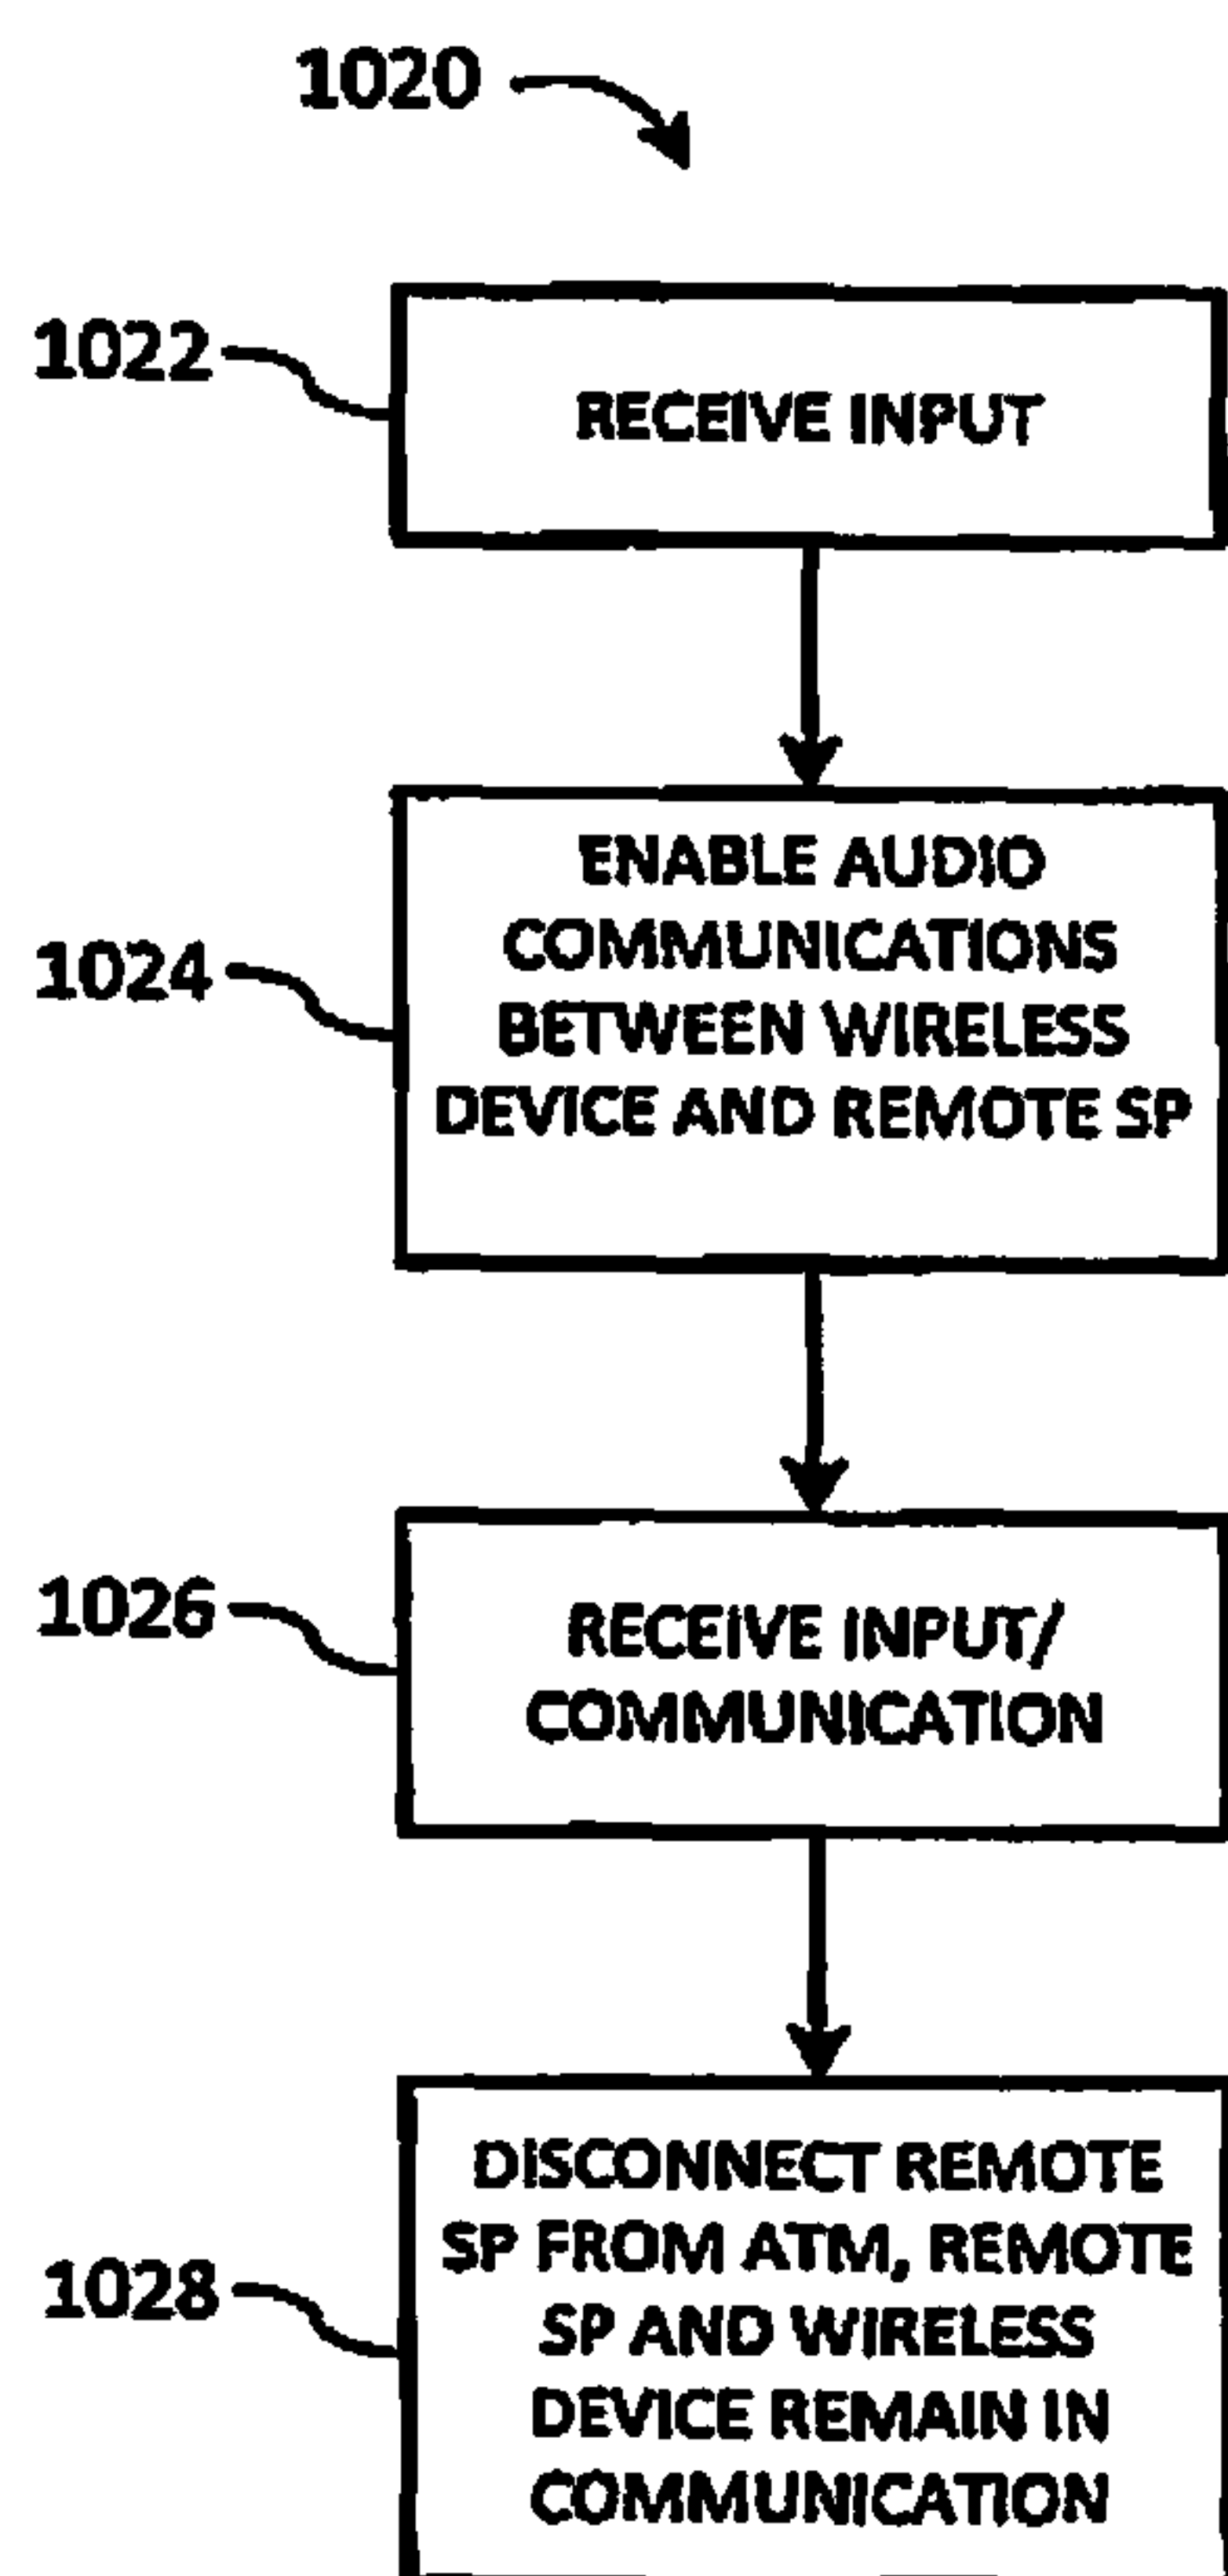 1020
1022
RECEIVE INPUT
1024
ENABLE AUDIO
COMMUNICATIONS
BETWEEN WIRELESS
DEVICE AND REMOTE SP
1026
RECEIVE INPUT/
COMMUNICATION
1028
DISCONNECT REMOTE
SP FROM ATM, REMOTE
SP AND WIRELESS
DEVICE REMAIN IN
COMMUNICATION